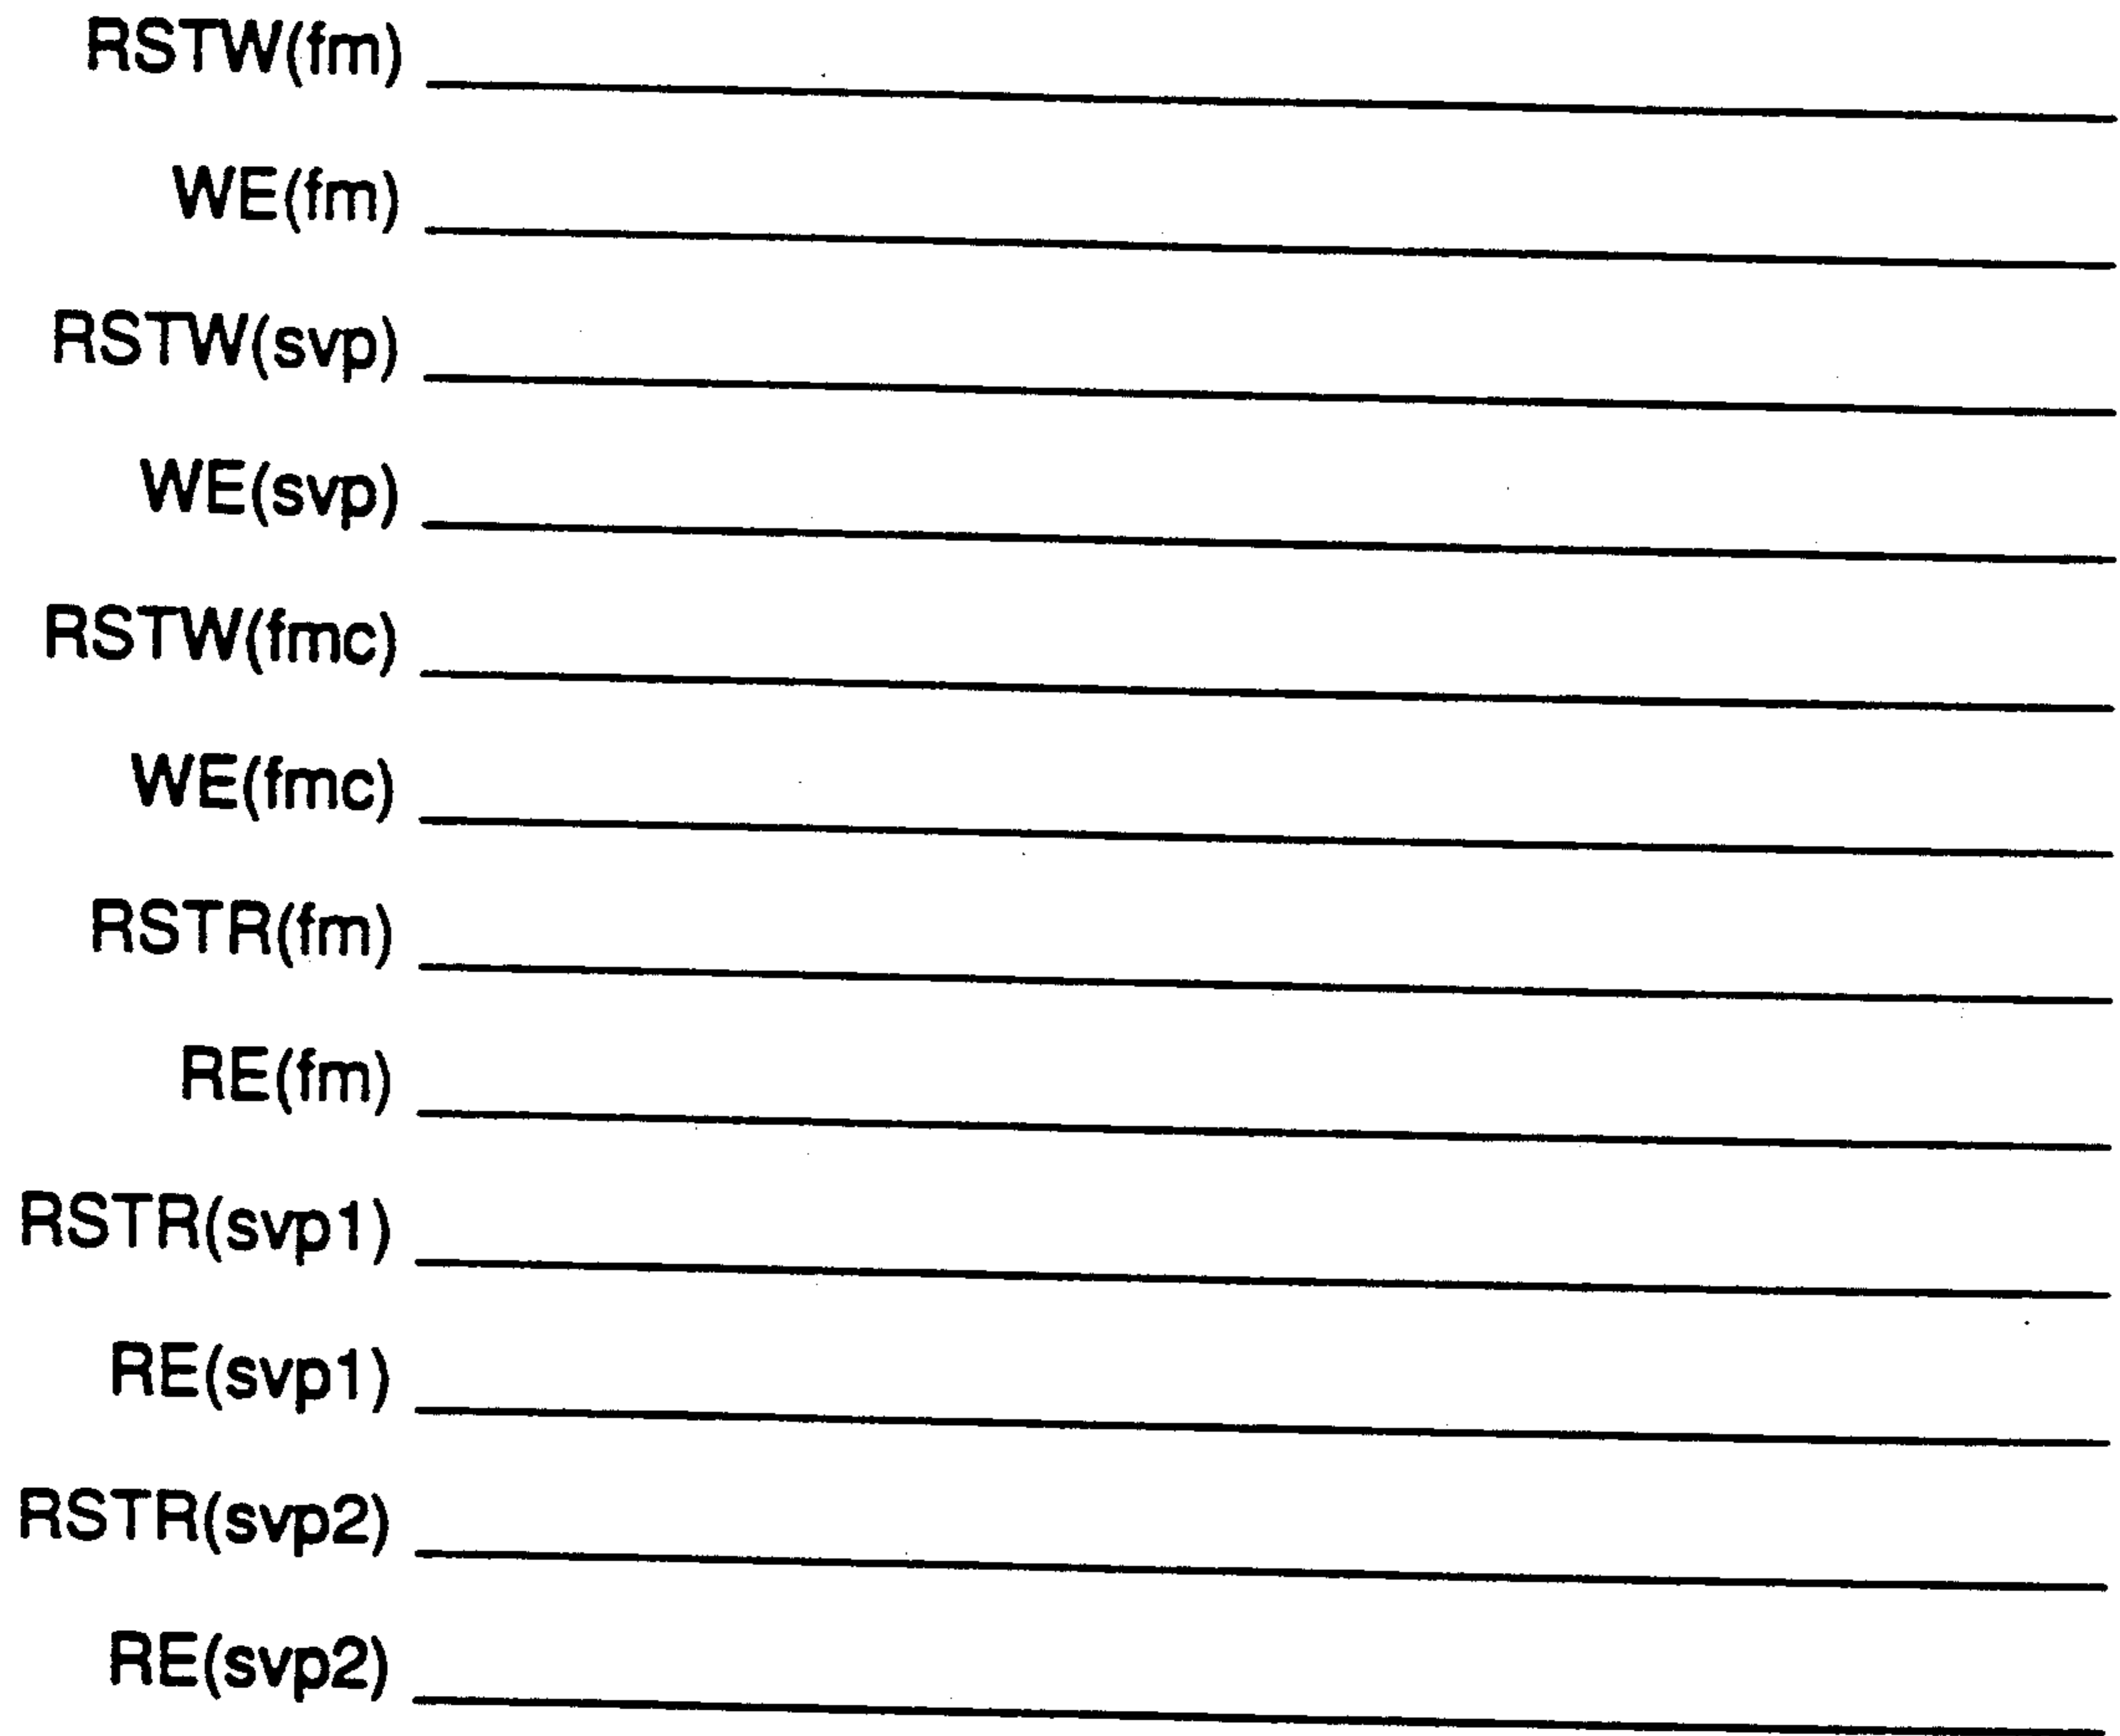 RSTW(fm)
WE(fm)
RSTW(svp)
WE(svp)
RSTW(fmc)
WE(fmc)
RSTR(fm)
RE(fm)
RSTR(svp1)
RE(svp1)
RSTR(svp2)
RE(svp2)